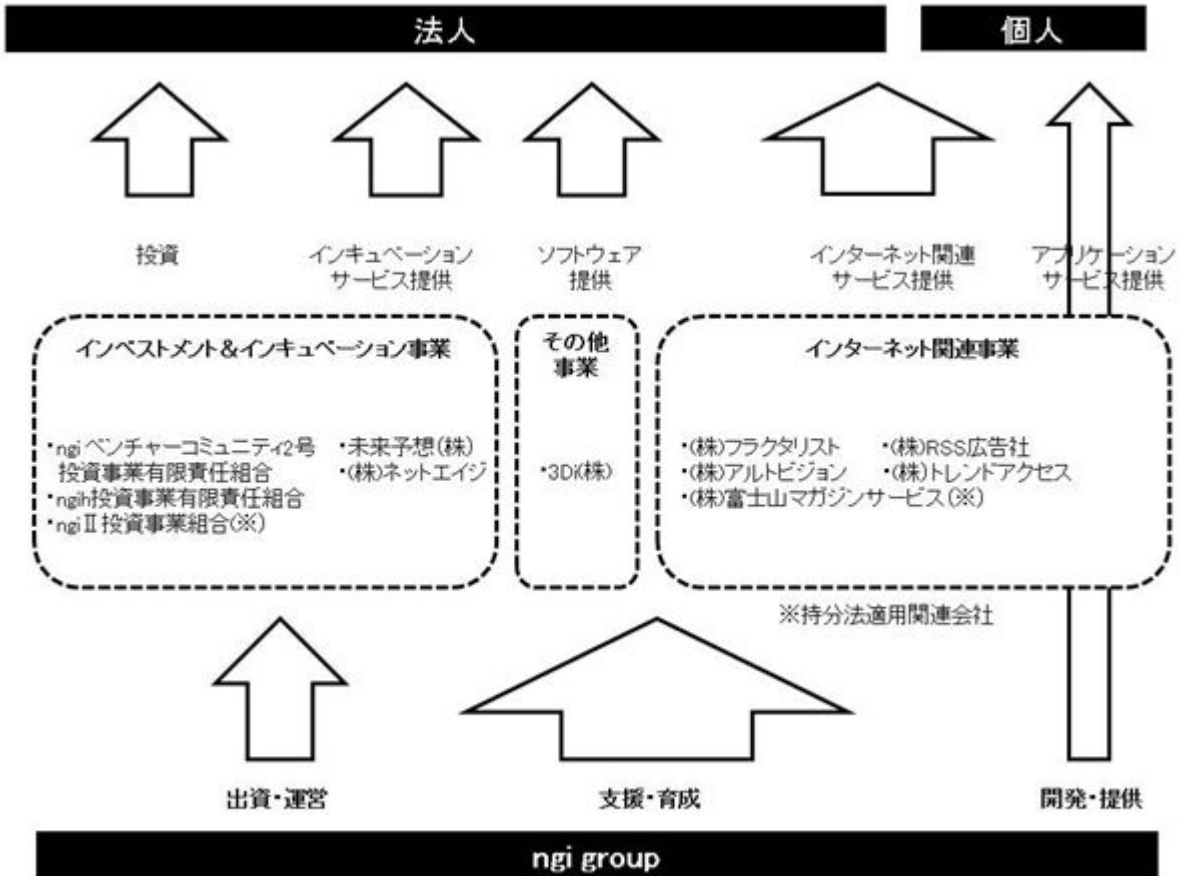 法人
個人
投資
インキュベーション
サービス提供
ソフトウェア
提供
インターネット関連
サービス提供
アプリケーション
サービス提供
インベストメント＆インキュベーション事業
・ngi ベンチャーコミュニティ2号
投資事業有限責任組合
・ngih投資事業有限責任組合
・ngiⅡ投資事業組合(※)
・未来予想(株)
・(株)ネットエイジ
その他
事業
・3Di(株)
インターネット関連事業
・(株)フラクタリスト
・(株)RSS広告社
・(株)アルトビジョン
・(株)トレンドアクセス
・(株)富士山マガジンサービス(※)
※持分法適用関連会社
出資・運営
支援・育成
開発・提供
ngi group